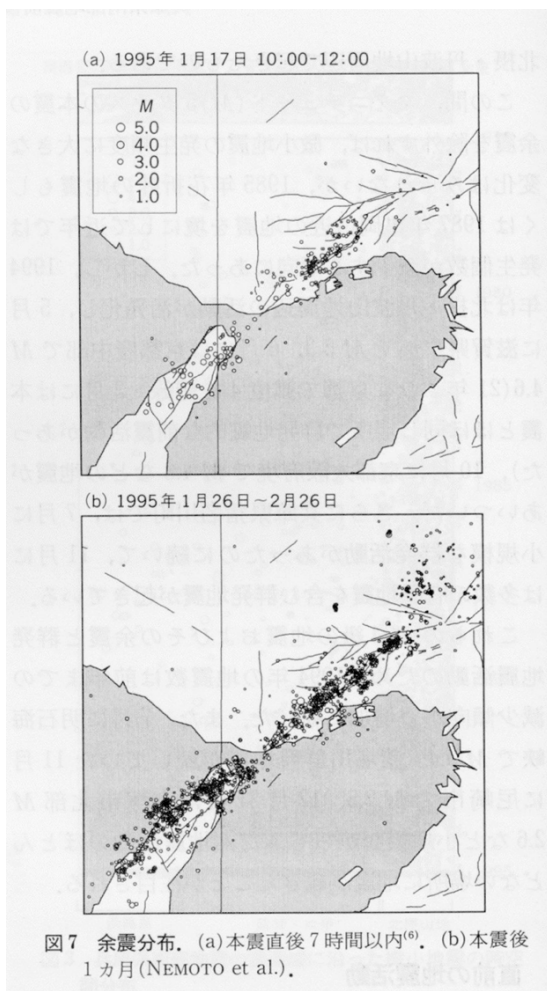 (a) 1995年1月17日 10:00-12:00
M
○ 5.0
○ 4.0
○ 3.0
○ 2.0
· 1.0
(b) 1995年1月26日~2月26日
図7 余震分布. (a)本震直後7時間以内(6). (b)本震後
1カ月(NEMOTO et al.).